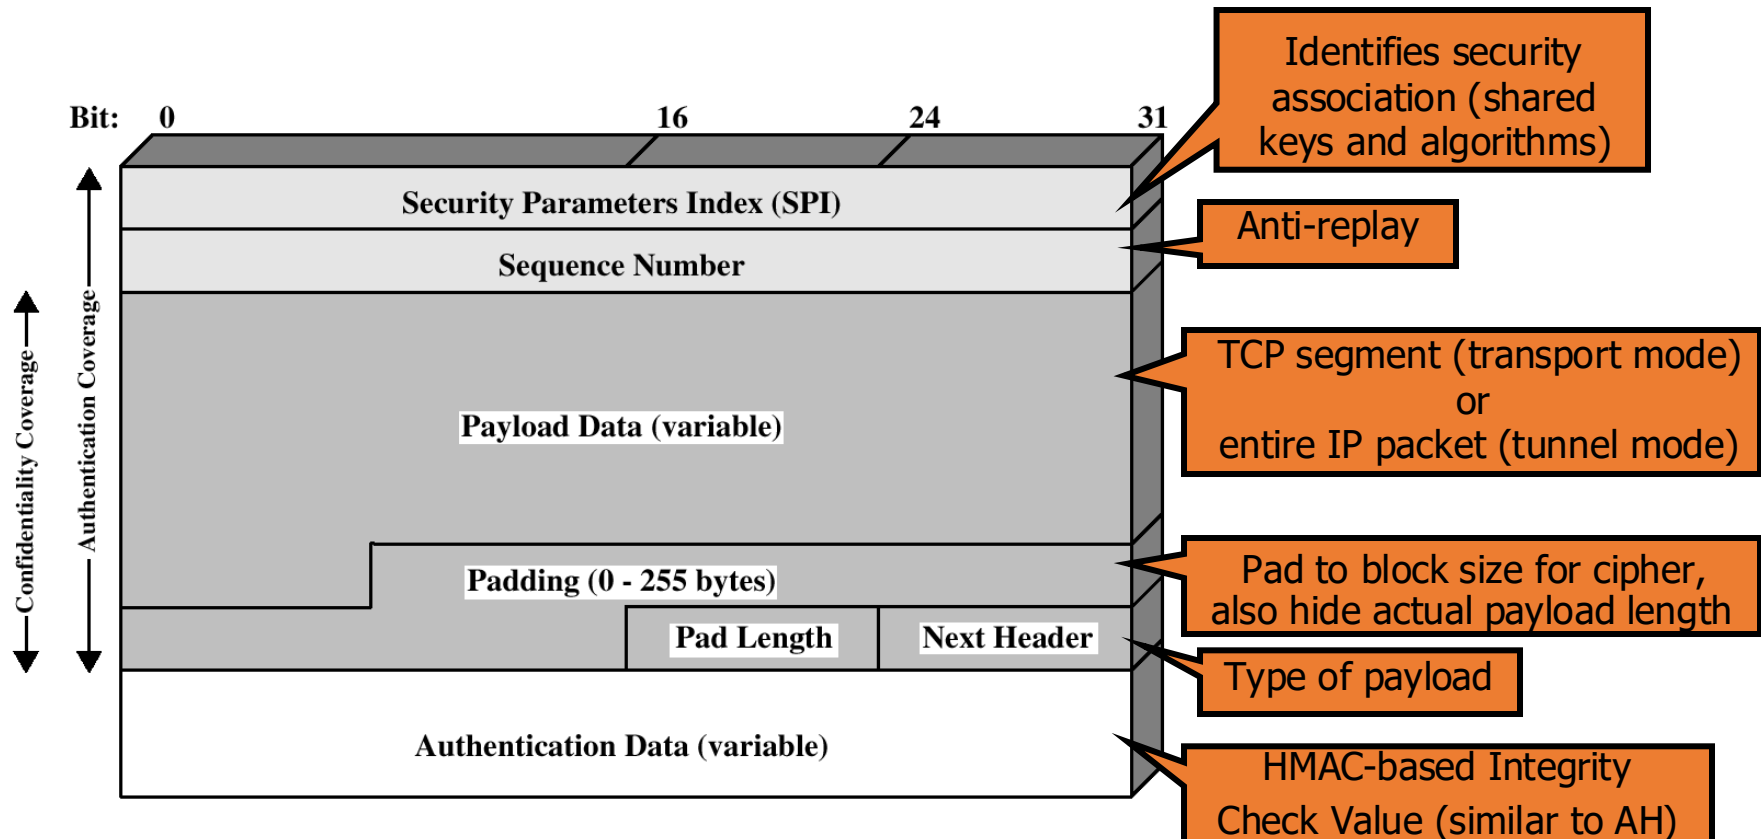 Bit: 0 16 24 31
Security Parameters Index (SPI)
Sequence Number
Payload Data (variable)
Padding (0 - 255 bytes)
Pad Length
Next Header
Authentication Data (variable)
Confidentiality Coverage
Authentication Coverage
Identifies security
association (shared
keys and algorithms)
Anti-replay
TCP segment (transport mode)
or
entire IP packet (tunnel mode)
Pad to block size for cipher,
also hide actual payload length
Type of payload
HMAC-based Integrity
Check Value (similar to AH)